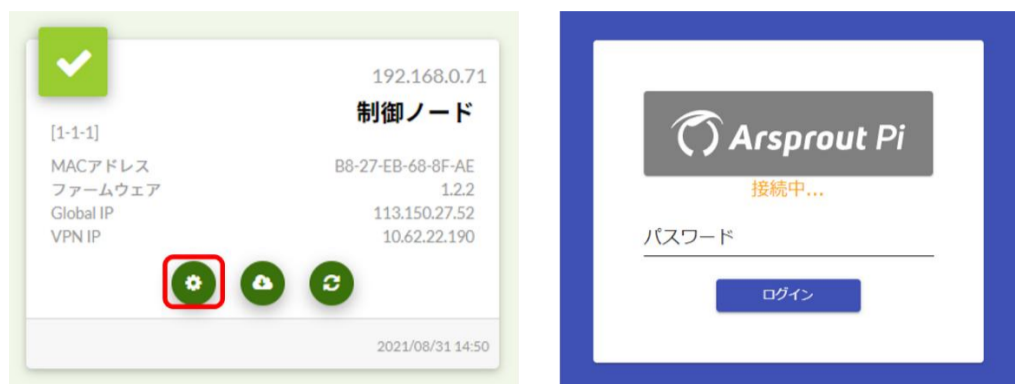 192.168.0.71
制御ノード
[1-1-1]
MACアドレス B8-27-EB-68-8F-AE
ファームウェア 1.2.2
Global IP 113.150.27.52
VPN IP 10.62.22.190
2021/08/31 14:50
Arsprout Pi
接続中...
パスワード
ログイン